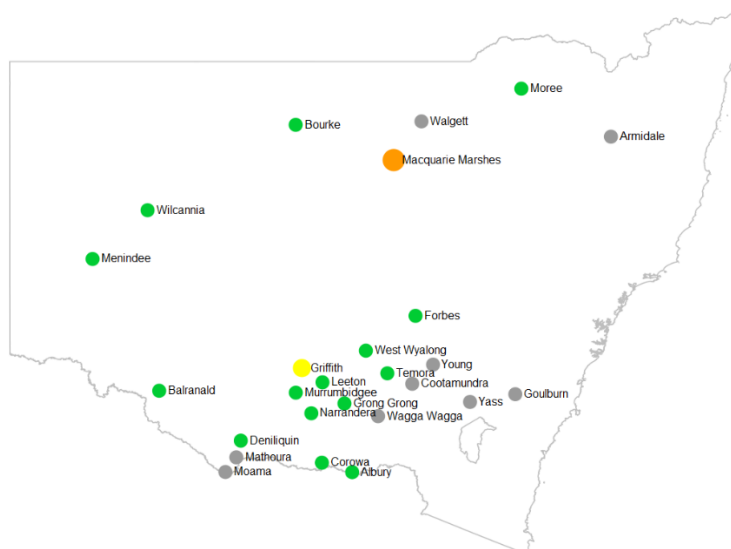 Moree
Walgett
Bourke
Armidale
Macquarie Marshes
Wilcannia
Menindee
Forbes
West Wyalong
Young
Griffith
Temora
Leeton
Cootamundra
Balranald
Murrumbidgee
Goulburn
Grong Grong
Yass
Narrandera
Wagga Wagga
Deniliquin
Mathoura
Corowa
Moama
Albury